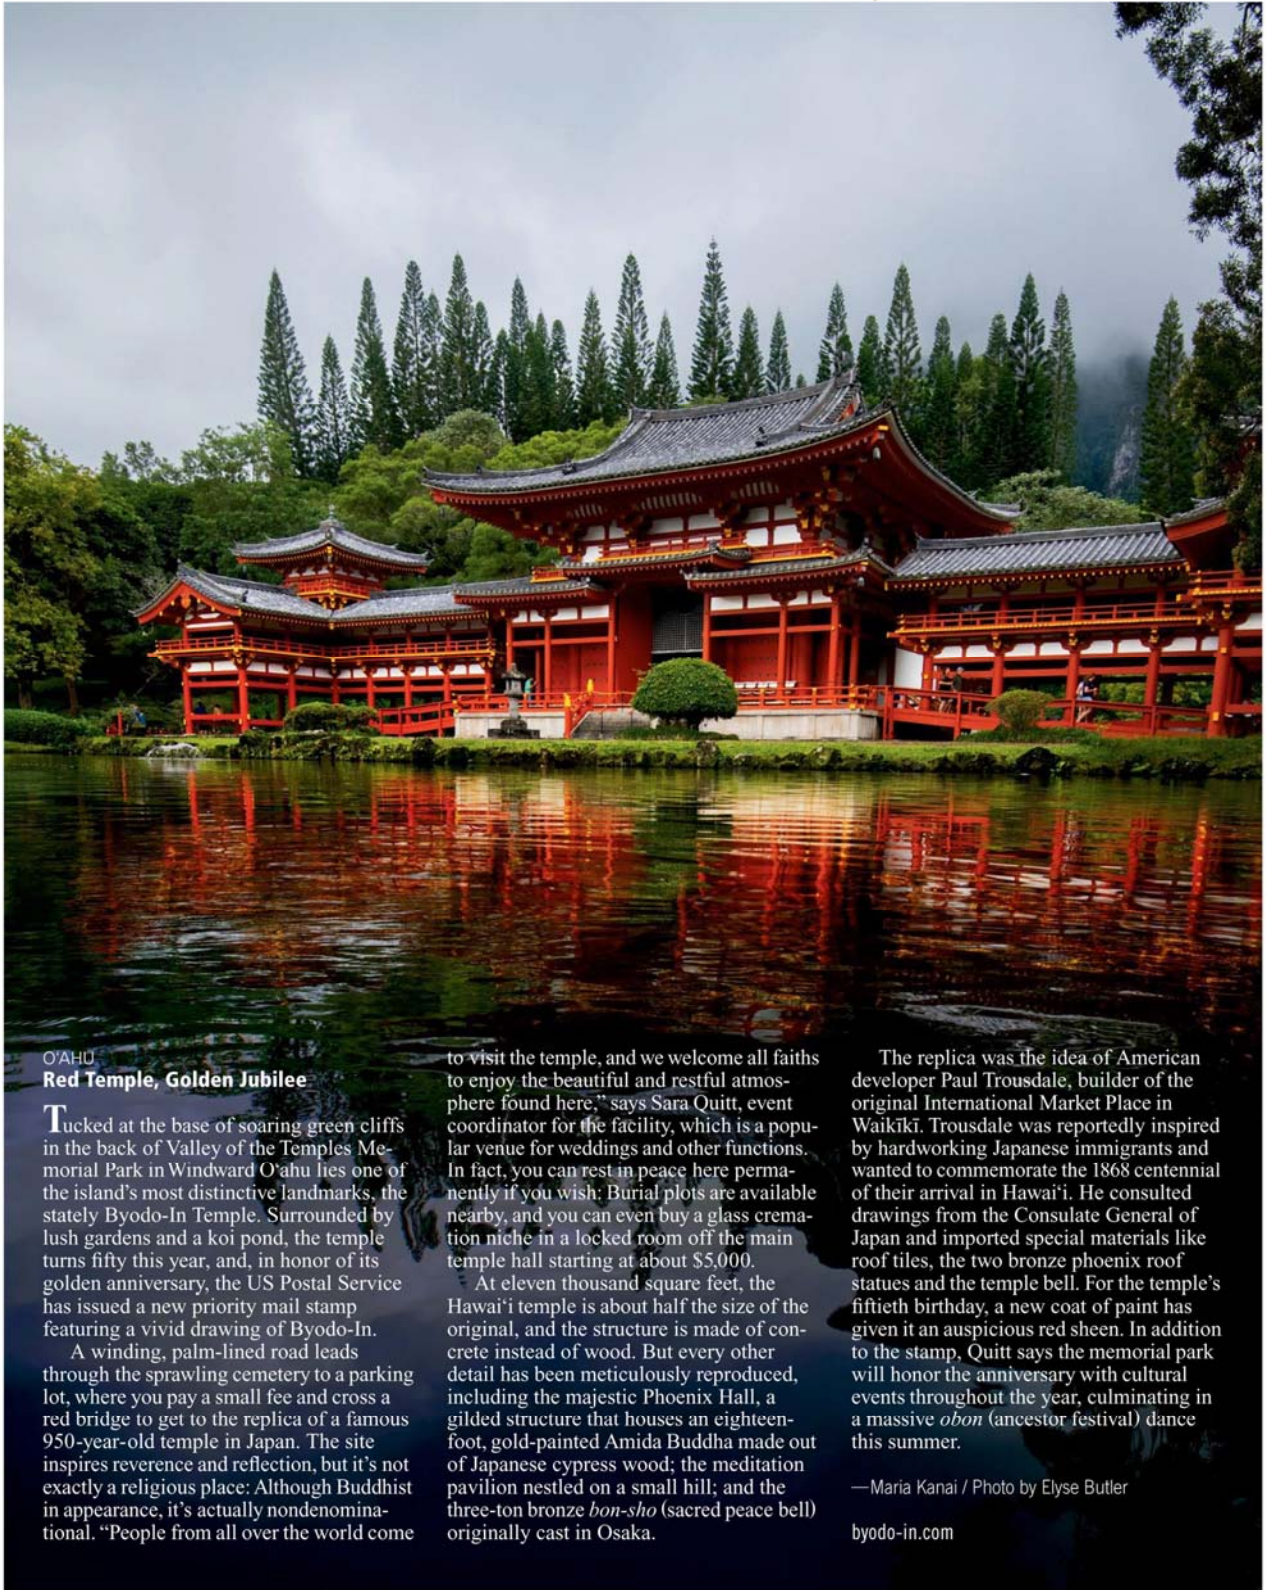 O‘AHU
Red Temple, Golden Jubilee
Tucked at the base of soaring green cliffs
in the back of Valley of the Temples Me-
morial Park in Windward O‘ahu lies one of
the island’s most distinctive landmarks, the
stately Byodo-In Temple. Surrounded by
lush gardens and a koi pond, the temple
turns fifty this year, and, in honor of its
golden anniversary, the US Postal Service
has issued a new priority mail stamp
featuring a vivid drawing of Byodo-In.
A winding, palm-lined road leads
through the sprawling cemetery to a parking
lot, where you pay a small fee and cross a
red bridge to get to the replica of a famous
950-year-old temple in Japan. The site
inspires reverence and reflection, but it’s not
exactly a religious place: Although Buddhist
in appearance, it’s actually nondenomina-
tional. “People from all over the world come
to visit the temple, and we welcome all faiths
to enjoy the beautiful and restful atmos-
phere found here,” says Sara Quitt, event
coordinator for the facility, which is a popu-
lar venue for weddings and other functions.
In fact, you can rest in peace here perma-
nently if you wish: Burial plots are available
nearby, and you can even buy a glass crema-
tion niche in a locked room off the main
temple hall starting at about $5,000.
At eleven thousand square feet, the
Hawai‘i temple is about half the size of the
original, and the structure is made of con-
crete instead of wood. But every other
detail has been meticulously reproduced,
including the majestic Phoenix Hall, a
gilded structure that houses an eighteen-
foot, gold-painted Amida Buddha made out
of Japanese cypress wood; the meditation
pavilion nestled on a small hill; and the
three-ton bronze bon-sho (sacred peace bell)
originally cast in Osaka.
The replica was the idea of American
developer Paul Trousdale, builder of the
original International Market Place in
Waikīkī. Trousdale was reportedly inspired
by hardworking Japanese immigrants and
wanted to commemorate the 1868 centennial
of their arrival in Hawai‘i. He consulted
drawings from the Consulate General of
Japan and imported special materials like
roof tiles, the two bronze phoenix roof
statues and the temple bell. For the temple’s
fiftieth birthday, a new coat of paint has
given it an auspicious red sheen. In addition
to the stamp, Quitt says the memorial park
will honor the anniversary with cultural
events throughout the year, culminating in
a massive obon (ancestor festival) dance
this summer.
—Maria Kanai / Photo by Elyse Butler
byodo-in.com